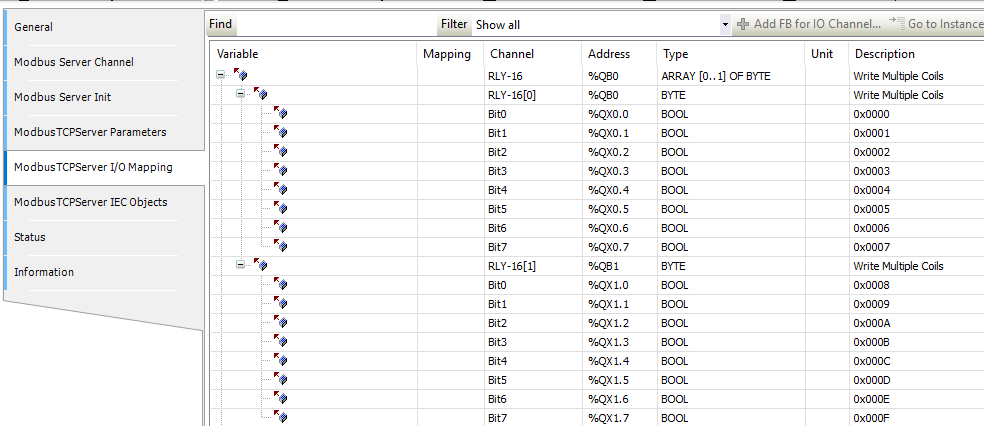 General
Modbus Server Channel
Modbus Server Init
ModbusTCPServer Parameters
ModbusTCPServer I/O Mapping
ModbusTCPServer IEC Objects
Status
Information
Find Filter Show all Add FB for IO Channel... Go to Instance
Variable Mapping Channel Address Type Unit Description
RLY-16 %QB0 ARRAY [0..1] OF BYTE Write Multiple Coils
RLY-16[0] %QB0 BYTE Write Multiple Coils
Bit0 %QX0.0 BOOL 0x0000
Bit1 %QX0.1 BOOL 0x0001
Bit2 %QX0.2 BOOL 0x0002
Bit3 %QX0.3 BOOL 0x0003
Bit4 %QX0.4 BOOL 0x0004
Bit5 %QX0.5 BOOL 0x0005
Bit6 %QX0.6 BOOL 0x0006
Bit7 %QX0.7 BOOL 0x0007
RLY-16[1] %QB1 BYTE Write Multiple Coils
Bit0 %QX1.0 BOOL 0x0008
Bit1 %QX1.1 BOOL 0x0009
Bit2 %QX1.2 BOOL 0x000A
Bit3 %QX1.3 BOOL 0x000B
Bit4 %QX1.4 BOOL 0x000C
Bit5 %QX1.5 BOOL 0x000D
Bit6 %QX1.6 BOOL 0x000E
Bit7 %QX1.7 BOOL 0x000F